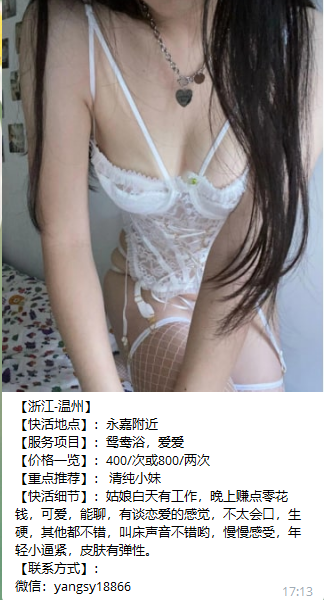 【浙江-温州】
【快活地点】：永嘉附近
【服务项目】：鸳鸯浴，爱爱
【价格一览】：400/次或800/两次
【重点推荐】： 清纯小妹
【快活细节】：姑娘白天有工作，晚上赚点零花
钱，可爱，能聊，有谈恋爱的感觉，不太会口，生
硬，其他都不错，叫床声音不错哟，慢慢感受，年
轻小逼紧，皮肤有弹性。
【联系方式】：
微信：yangsy18866
17:13